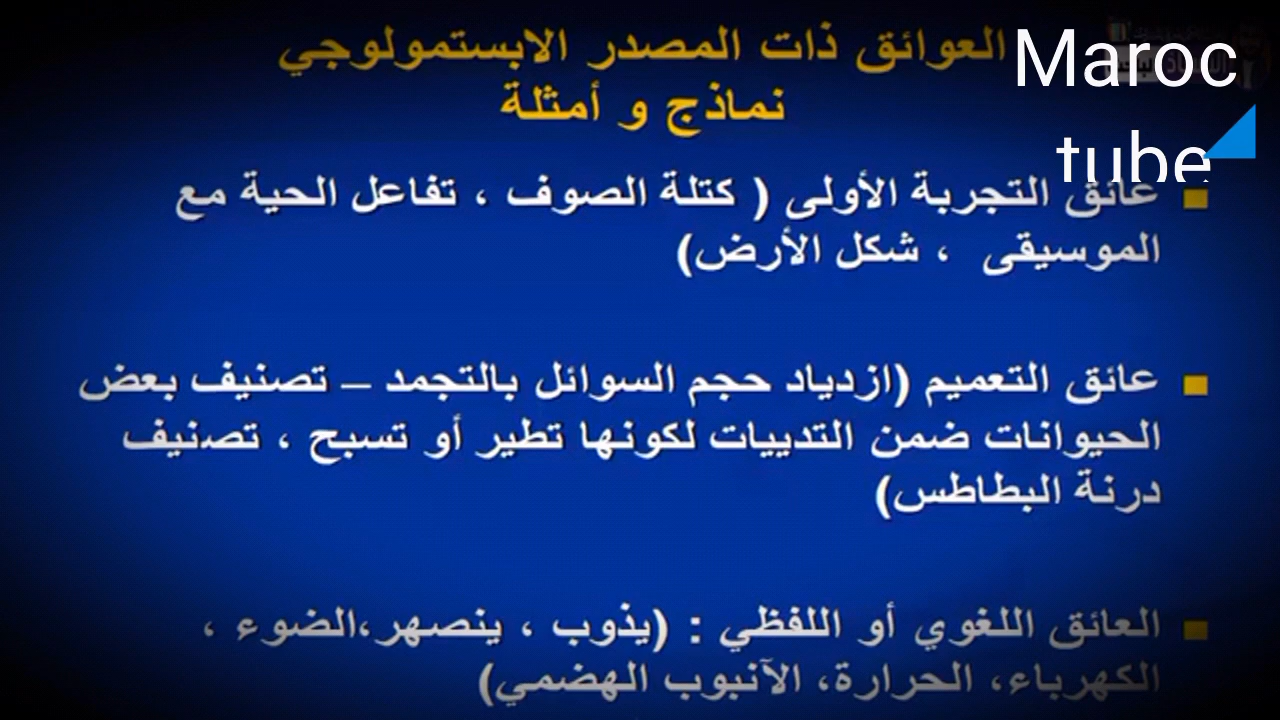 العوائق ذات المصدر الابستمولوجي
نماذج و أمثلة
Maroc
tube
عائق التجربة الأولى ( كتلة الصوف ، تفاعل الحية مع
الموسيقى ، شكل الأرض)
عائق التعميم (ازدياد حجم السوائل بالتجمد – تصنيف بعض
الحيوانات ضمن التدييات لكونها تطير أو تسبح ، تصنيف
درنة البطاطس)
العائق اللغوي أو اللفظي : (يذوب ، ينصهر،الضوء ،
الكهرباء، الحرارة، الآنبوب الهضمي)